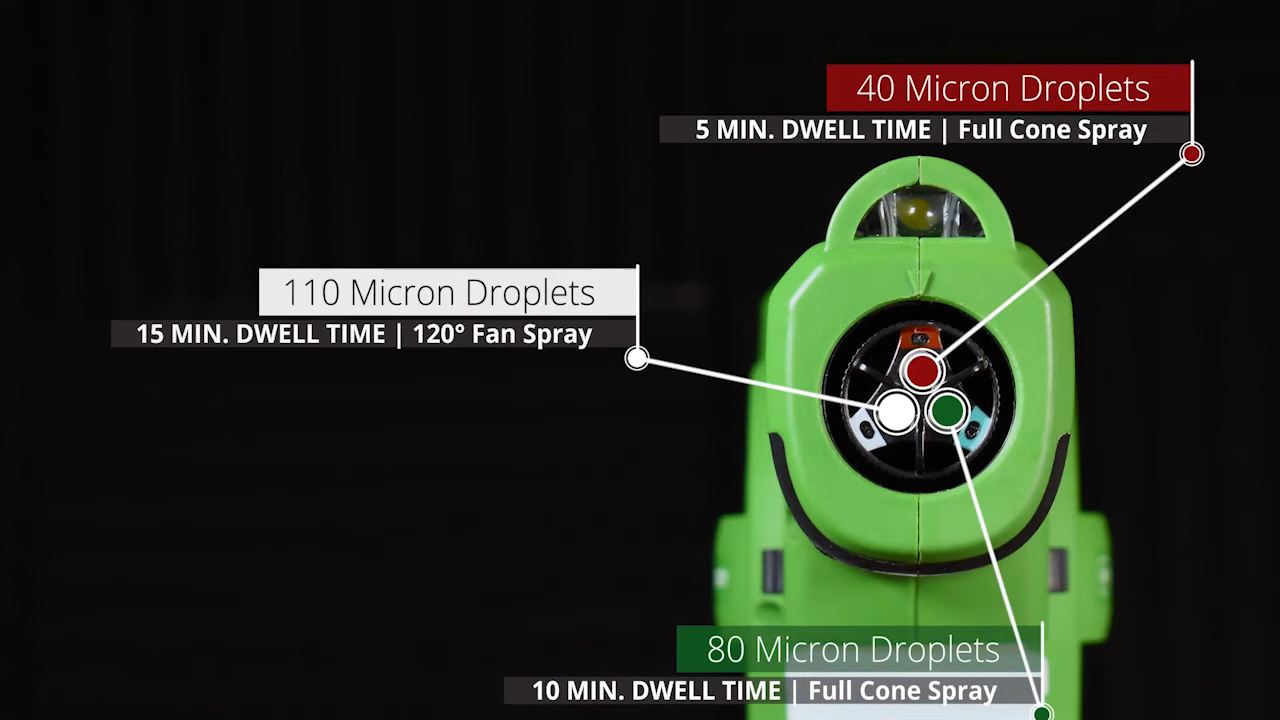 40 Micron Droplets
5 MIN. DWELL TIME | Full Cone Spray
110 Micron Droplets
15 MIN. DWELL TIME | 120° Fan Spray
80 Micron Droplets
10 MIN. DWELL TIME | Full Cone Spray